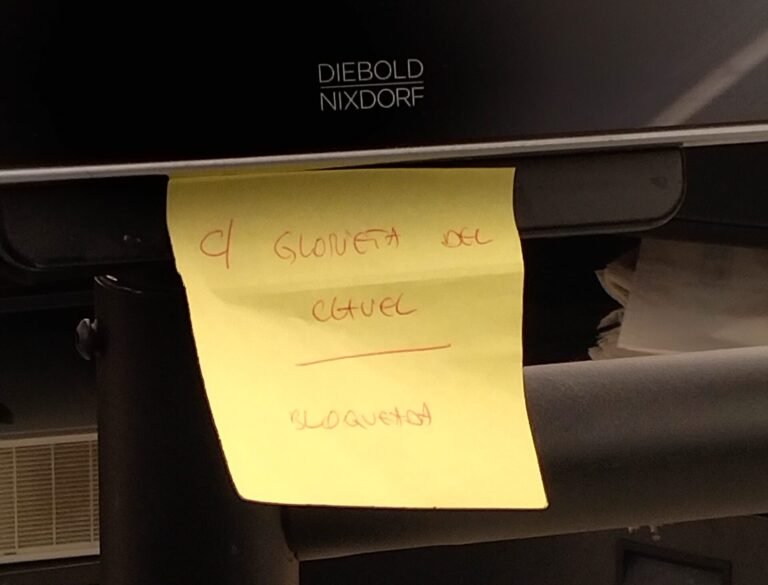 DIEBOLD
NIXDORF
C/ GLORIETA DEL
CLAVEL
BLOQUEADA